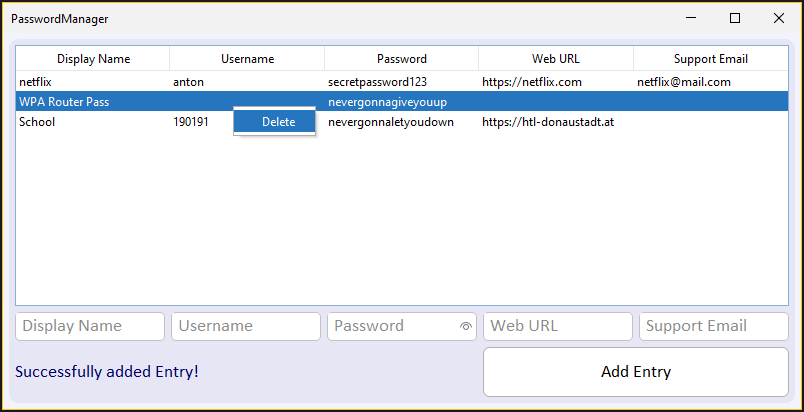 PasswordManager
Display Name Username Password Web URL Support Email
netflix anton secretpassword123 https://netflix.com netflix@mail.com
WPA Router Pass nevergonnagiveyouup
School 190191 Delete nevergonnaletyoudown https://htl-donaustadt.at
Display Name Username Password Web URL Support Email
Successfully added Entry! Add Entry